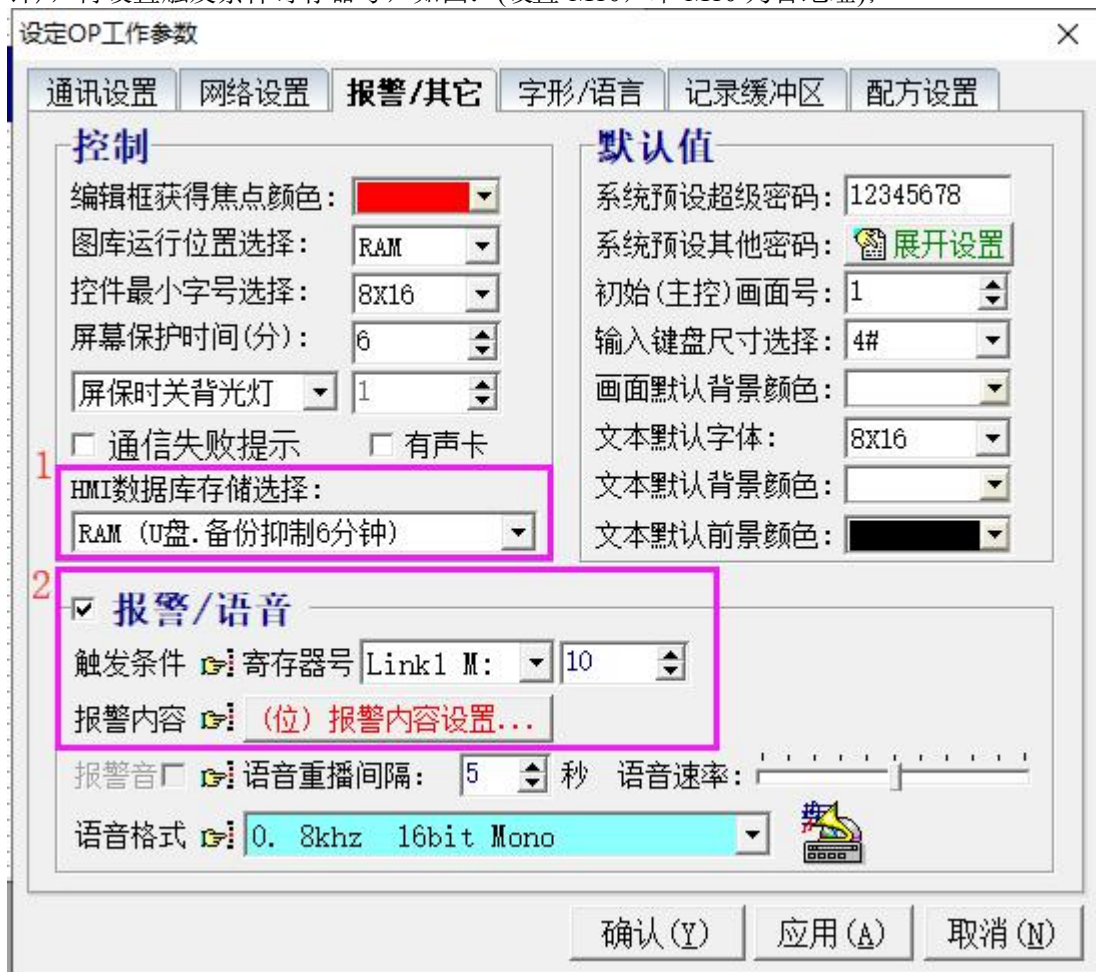 设定OP工作参数
通讯设置 网络设置 报警/其它 字形/语言 记录缓冲区 配方设置
控制
编辑框获得焦点颜色:
图库运行位置选择: RAM
控件最小字号选择: 8X16
屏幕保护时间(分): 6
屏保时关背光灯 1
通信失败提示 有声卡
1
HMI数据库存储选择:
RAM (U盘.备份抑制6分钟)
默认值
系统预设超级密码: 12345678
系统预设其他密码: 展开设置
初始(主控)画面号: 1
输入键盘尺寸选择: 4#
画面默认背景颜色:
文本默认字体: 8X16
文本默认背景颜色:
文本默认前景颜色:
2
报警/语音
触发条件 寄存器号 Link1 M: 10
报警内容 (位) 报警内容设置...
报警音 语音重播间隔: 5 秒 语音速率:
语音格式 0. 8khz 16bit Mono
确认(Y) 应用(A) 取消(N)